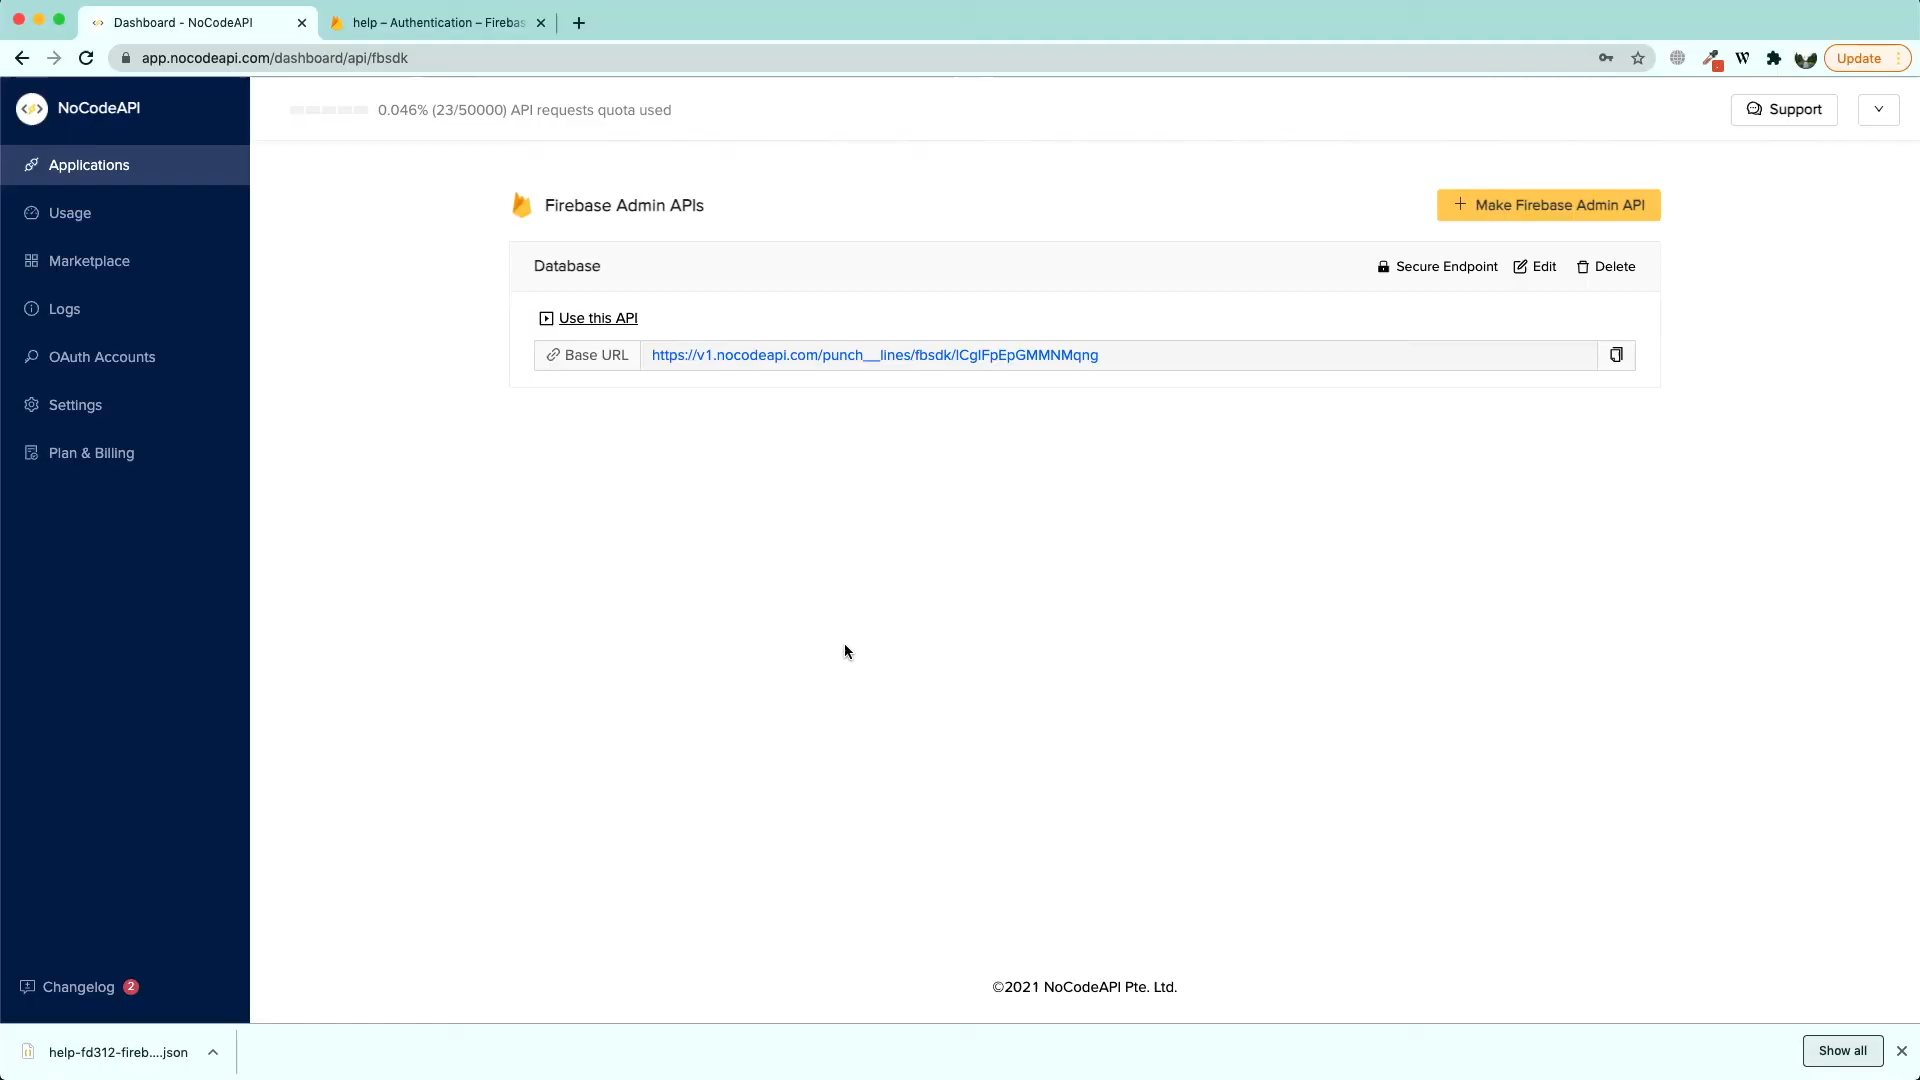 Dashboard - NoCodeAPI
help – Authentication – Firebas
app.nocodeapi.com/dashboard/api/fbsdk
W
Update
NoCodeAPI
0.046% (23/50000) API requests quota used
Support
Applications
Usage
Marketplace
Logs
OAuth Accounts
Settings
Plan & Billing
Firebase Admin APIs
Make Firebase Admin API
Database
Secure Endpoint
Edit
Delete
Use this API
Base URL
https://v1.nocodeapi.com/punch__lines/fbsdk/lCglFpEpGMMNMqng
Changelog 2
©2021 NoCodeAPI Pte. Ltd.
help-fd312-fireb....json
Show all